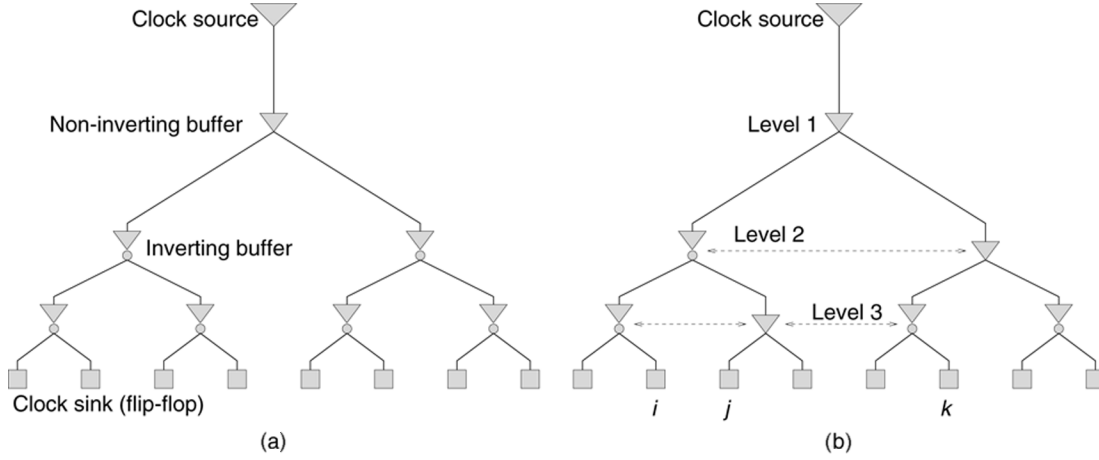 Clock source
Non-inverting buffer
Inverting buffer
Clock sink (flip-flop)
(a)
Clock source
Level 1
Level 2
Level 3
i j k
(b)